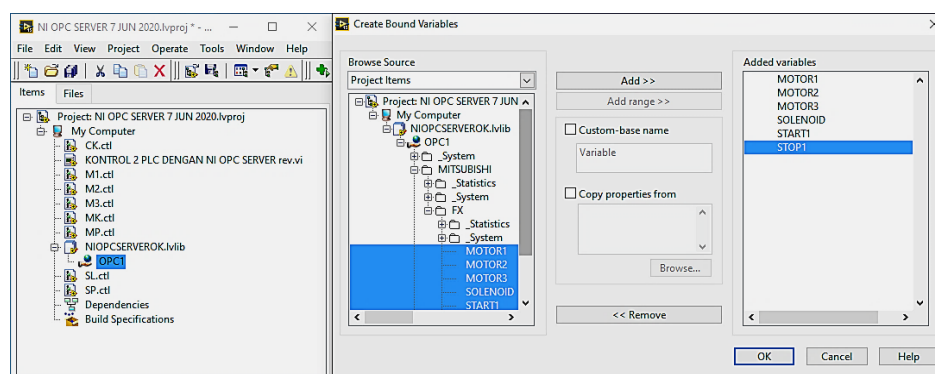 NI OPC SERVER 7 JUN 2020.lvproj * - ...
File Edit View Project Operate Tools Window Help
Items Files
Project: NI OPC SERVER 7 JUN 2020.lvproj
My Computer
CK.ctl
KONTROL 2 PLC DENGAN NI OPC SERVER rev.vi
M1.ctl
M2.ctl
M3.ctl
MK.ctl
MP.ctl
NIOPCSERVEROK.lvlib
OPC1
SL.ctl
SP.ctl
Dependencies
Build Specifications
Create Bound Variables
Browse Source
Project Items
Project: NI OPC SERVER 7 JUN
My Computer
NIOPCSERVEROK.lvlib
OPC1
_System
MITSUBISHI
_Statistics
_System
FX
_Statistics
_System
MOTOR1
MOTOR2
MOTOR3
SOLENOID
START1
Add >>
Add range >>
Custom-base name
Variable
Copy properties from
Browse...
<< Remove
Added variables
MOTOR1
MOTOR2
MOTOR3
SOLENOID
START1
STOP1
OK Cancel Help